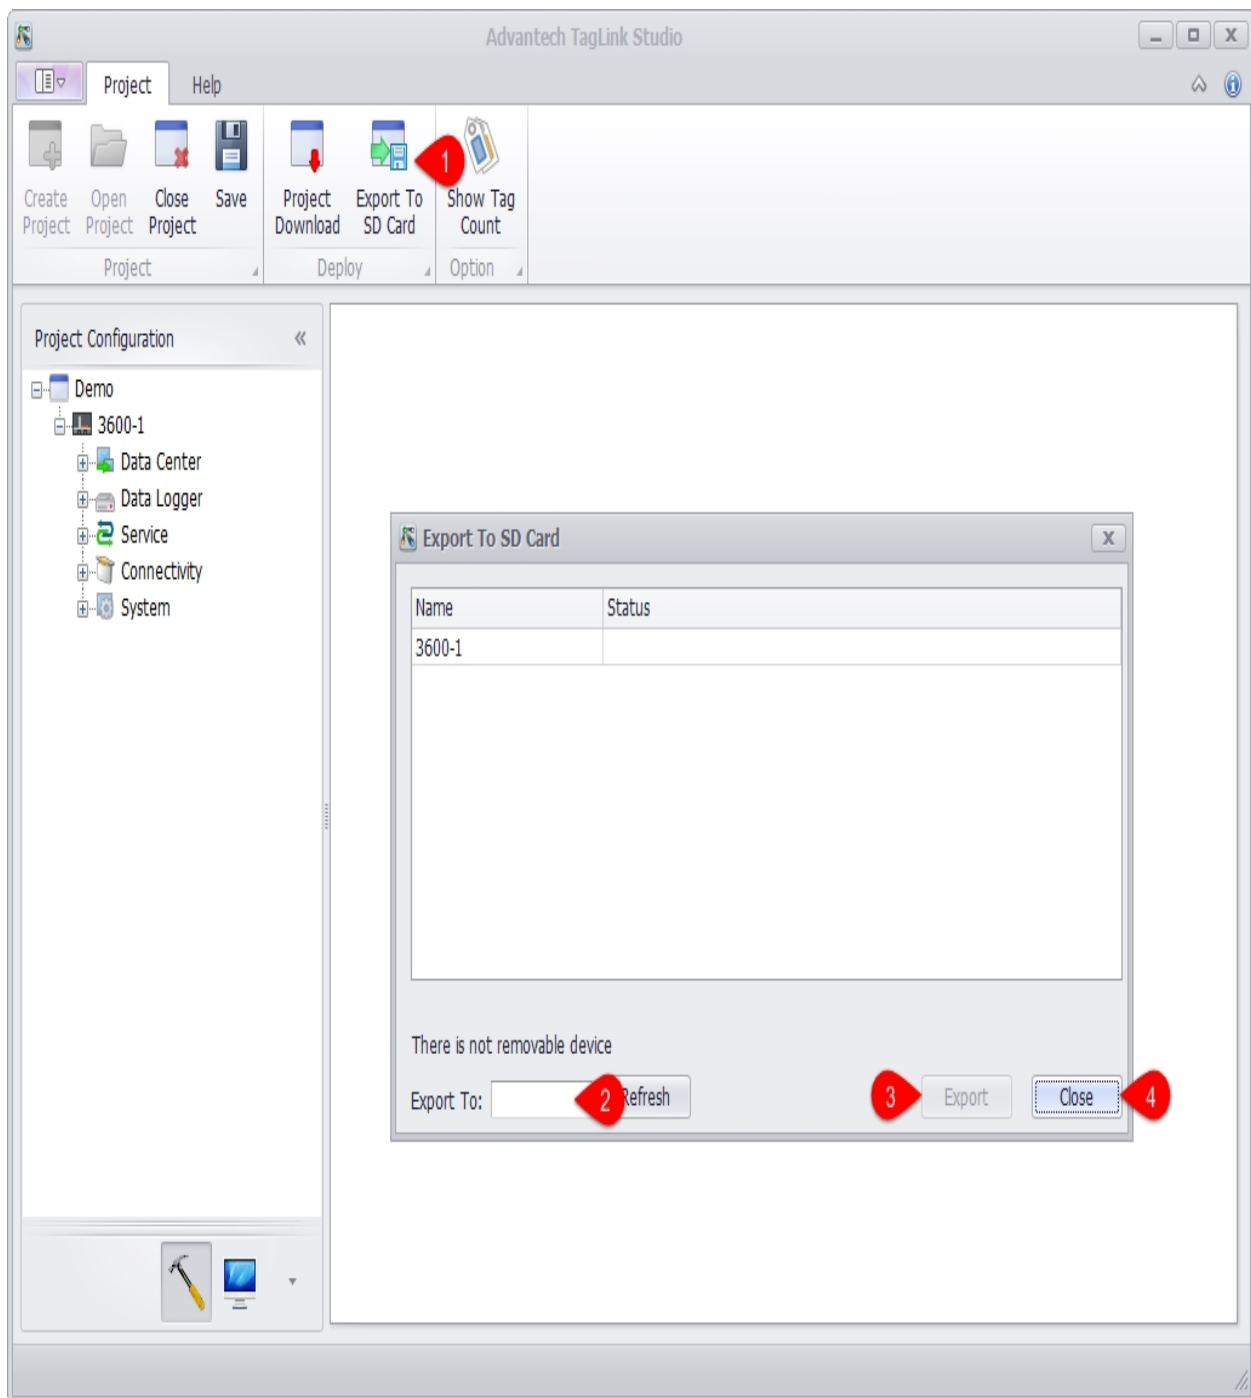 Advantech TagLink Studio
Project Help
Create Project
Open Project
Close Project
Save
Project Download
Export To SD Card
1
Show Tag Count
Project
Deploy
Option
Project Configuration
Demo
3600-1
Data Center
Data Logger
Service
Connectivity
System
Export To SD Card
Name Status
3600-1
There is not removable device
Export To: 2 Refresh 3 Export Close 4